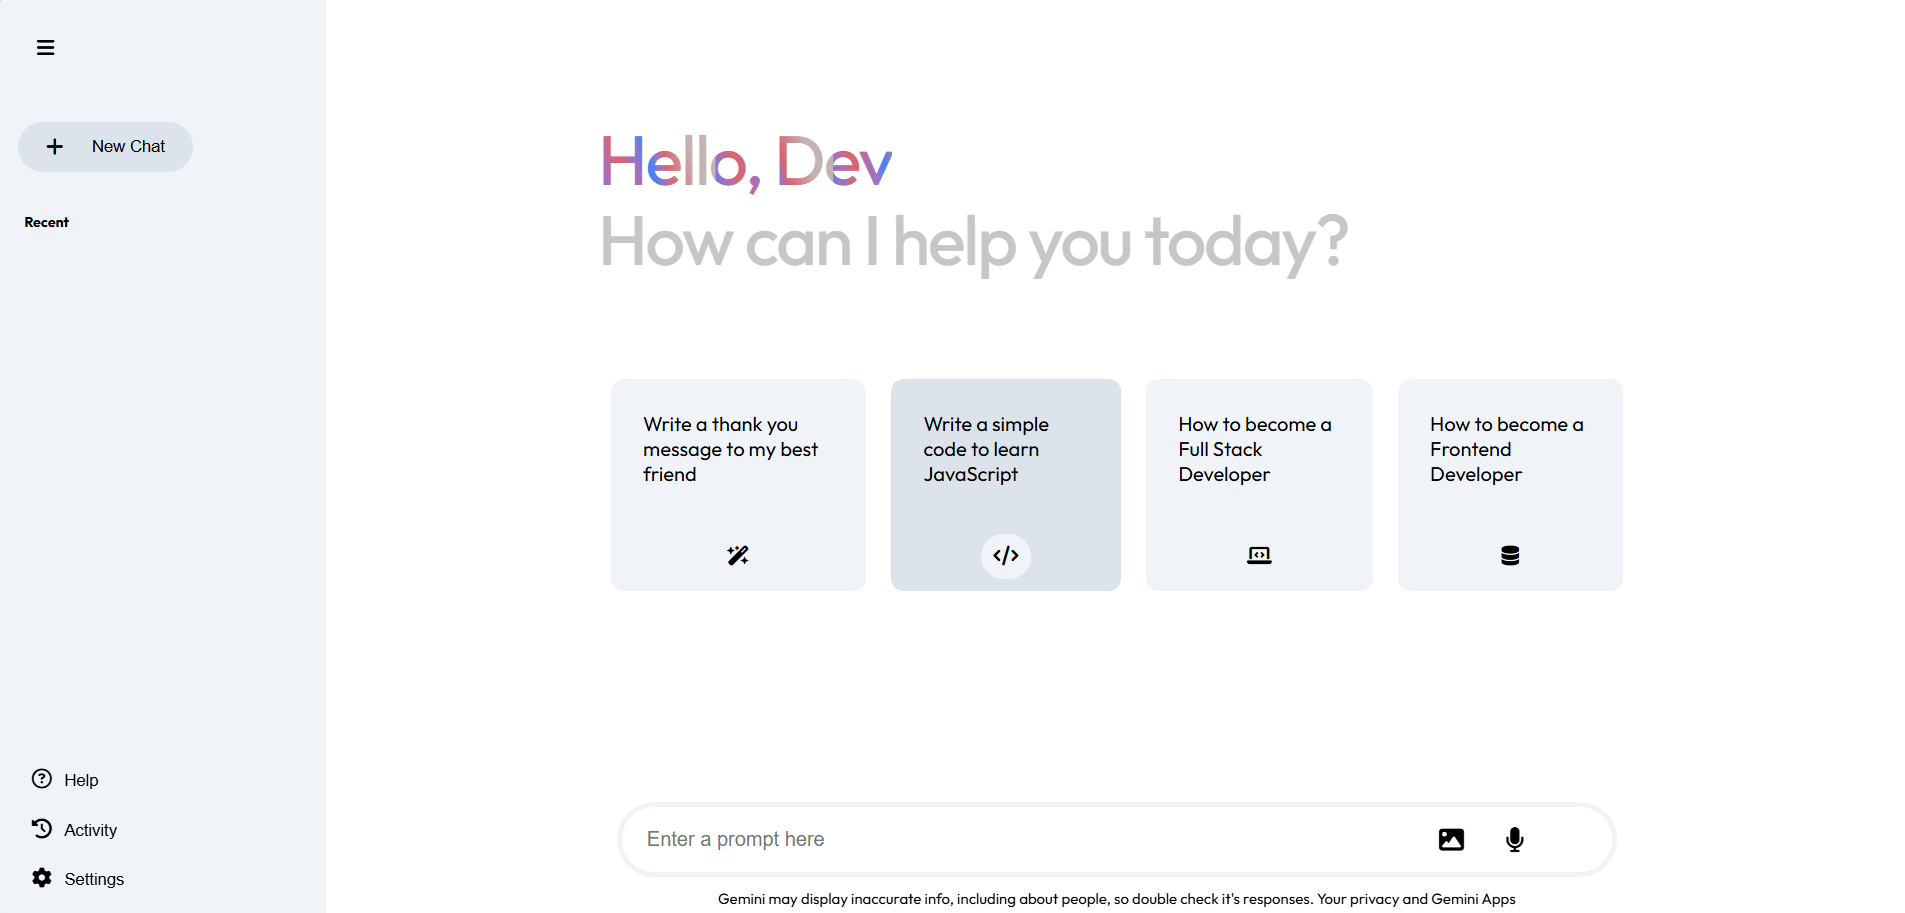 New Chat
Recent
Help
Activity
Settings
Hello, Dev
How can I help you today?
Write a thank you
message to my best
friend
Write a simple
code to learn
JavaScript
How to become a
Full Stack
Developer
How to become a
Frontend
Developer
Enter a prompt here
Gemini may display inaccurate info, including about people, so double check it's responses. Your privacy and Gemini Apps